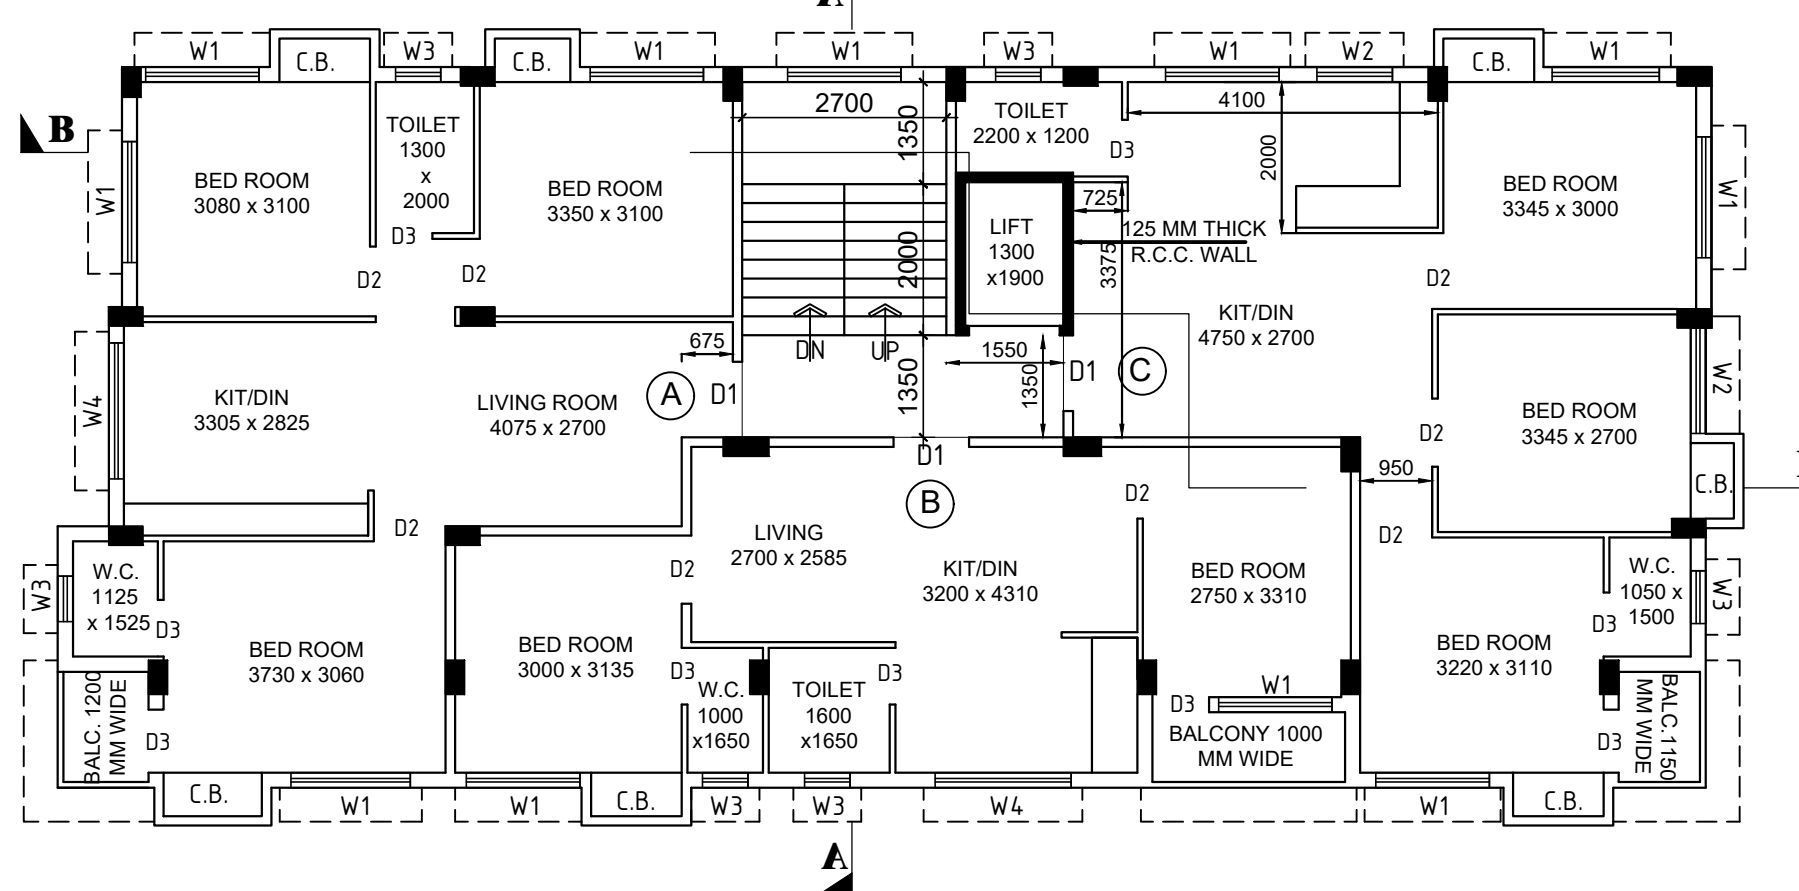 A
W1
C.B.
W3
C.B.
W1
W1
W3
W1
W2
C.B.
W1
B
W1
BED ROOM
3080 x 3100
TOILET
1300
x
2000
D3
D2
D2
BED ROOM
3350 x 3100
2700
1350
2000
1350
DN
UP
TOILET
2200 x 1200
D3
LIFT
1300
x1900
725
125 MM THICK
R.C.C. WALL
3375
4100
2000
BED ROOM
3345 x 3000
W1
D2
KIT/DIN
4750 x 2700
W4
KIT/DIN
3305 x 2825
LIVING ROOM
4075 x 2700
675
A
D1
1550
1350
D1
C
D1
B
BED ROOM
3345 x 2700
W2
D2
950
C.B.
D2
D2
D2
W3
W.C.
1125
x 1525
D3
BED ROOM
3730 x 3060
BALC. 1200
MM WIDE
D3
D2
BED ROOM
3000 x 3135
LIVING
2700 x 2585
KIT/DIN
3200 x 4310
D3
W.C.
1000
x1650
TOILET
1600
x1650
D3
BED ROOM
2750 x 3310
D3
W1
BALCONY 1000
MM WIDE
BED ROOM
3220 x 3110
W.C.
1050 x
1500
D3
W3
D3
BALC.1150
MM WIDE
C.B.
W1
W1
C.B.
W3
W3
W4
W1
C.B.
A